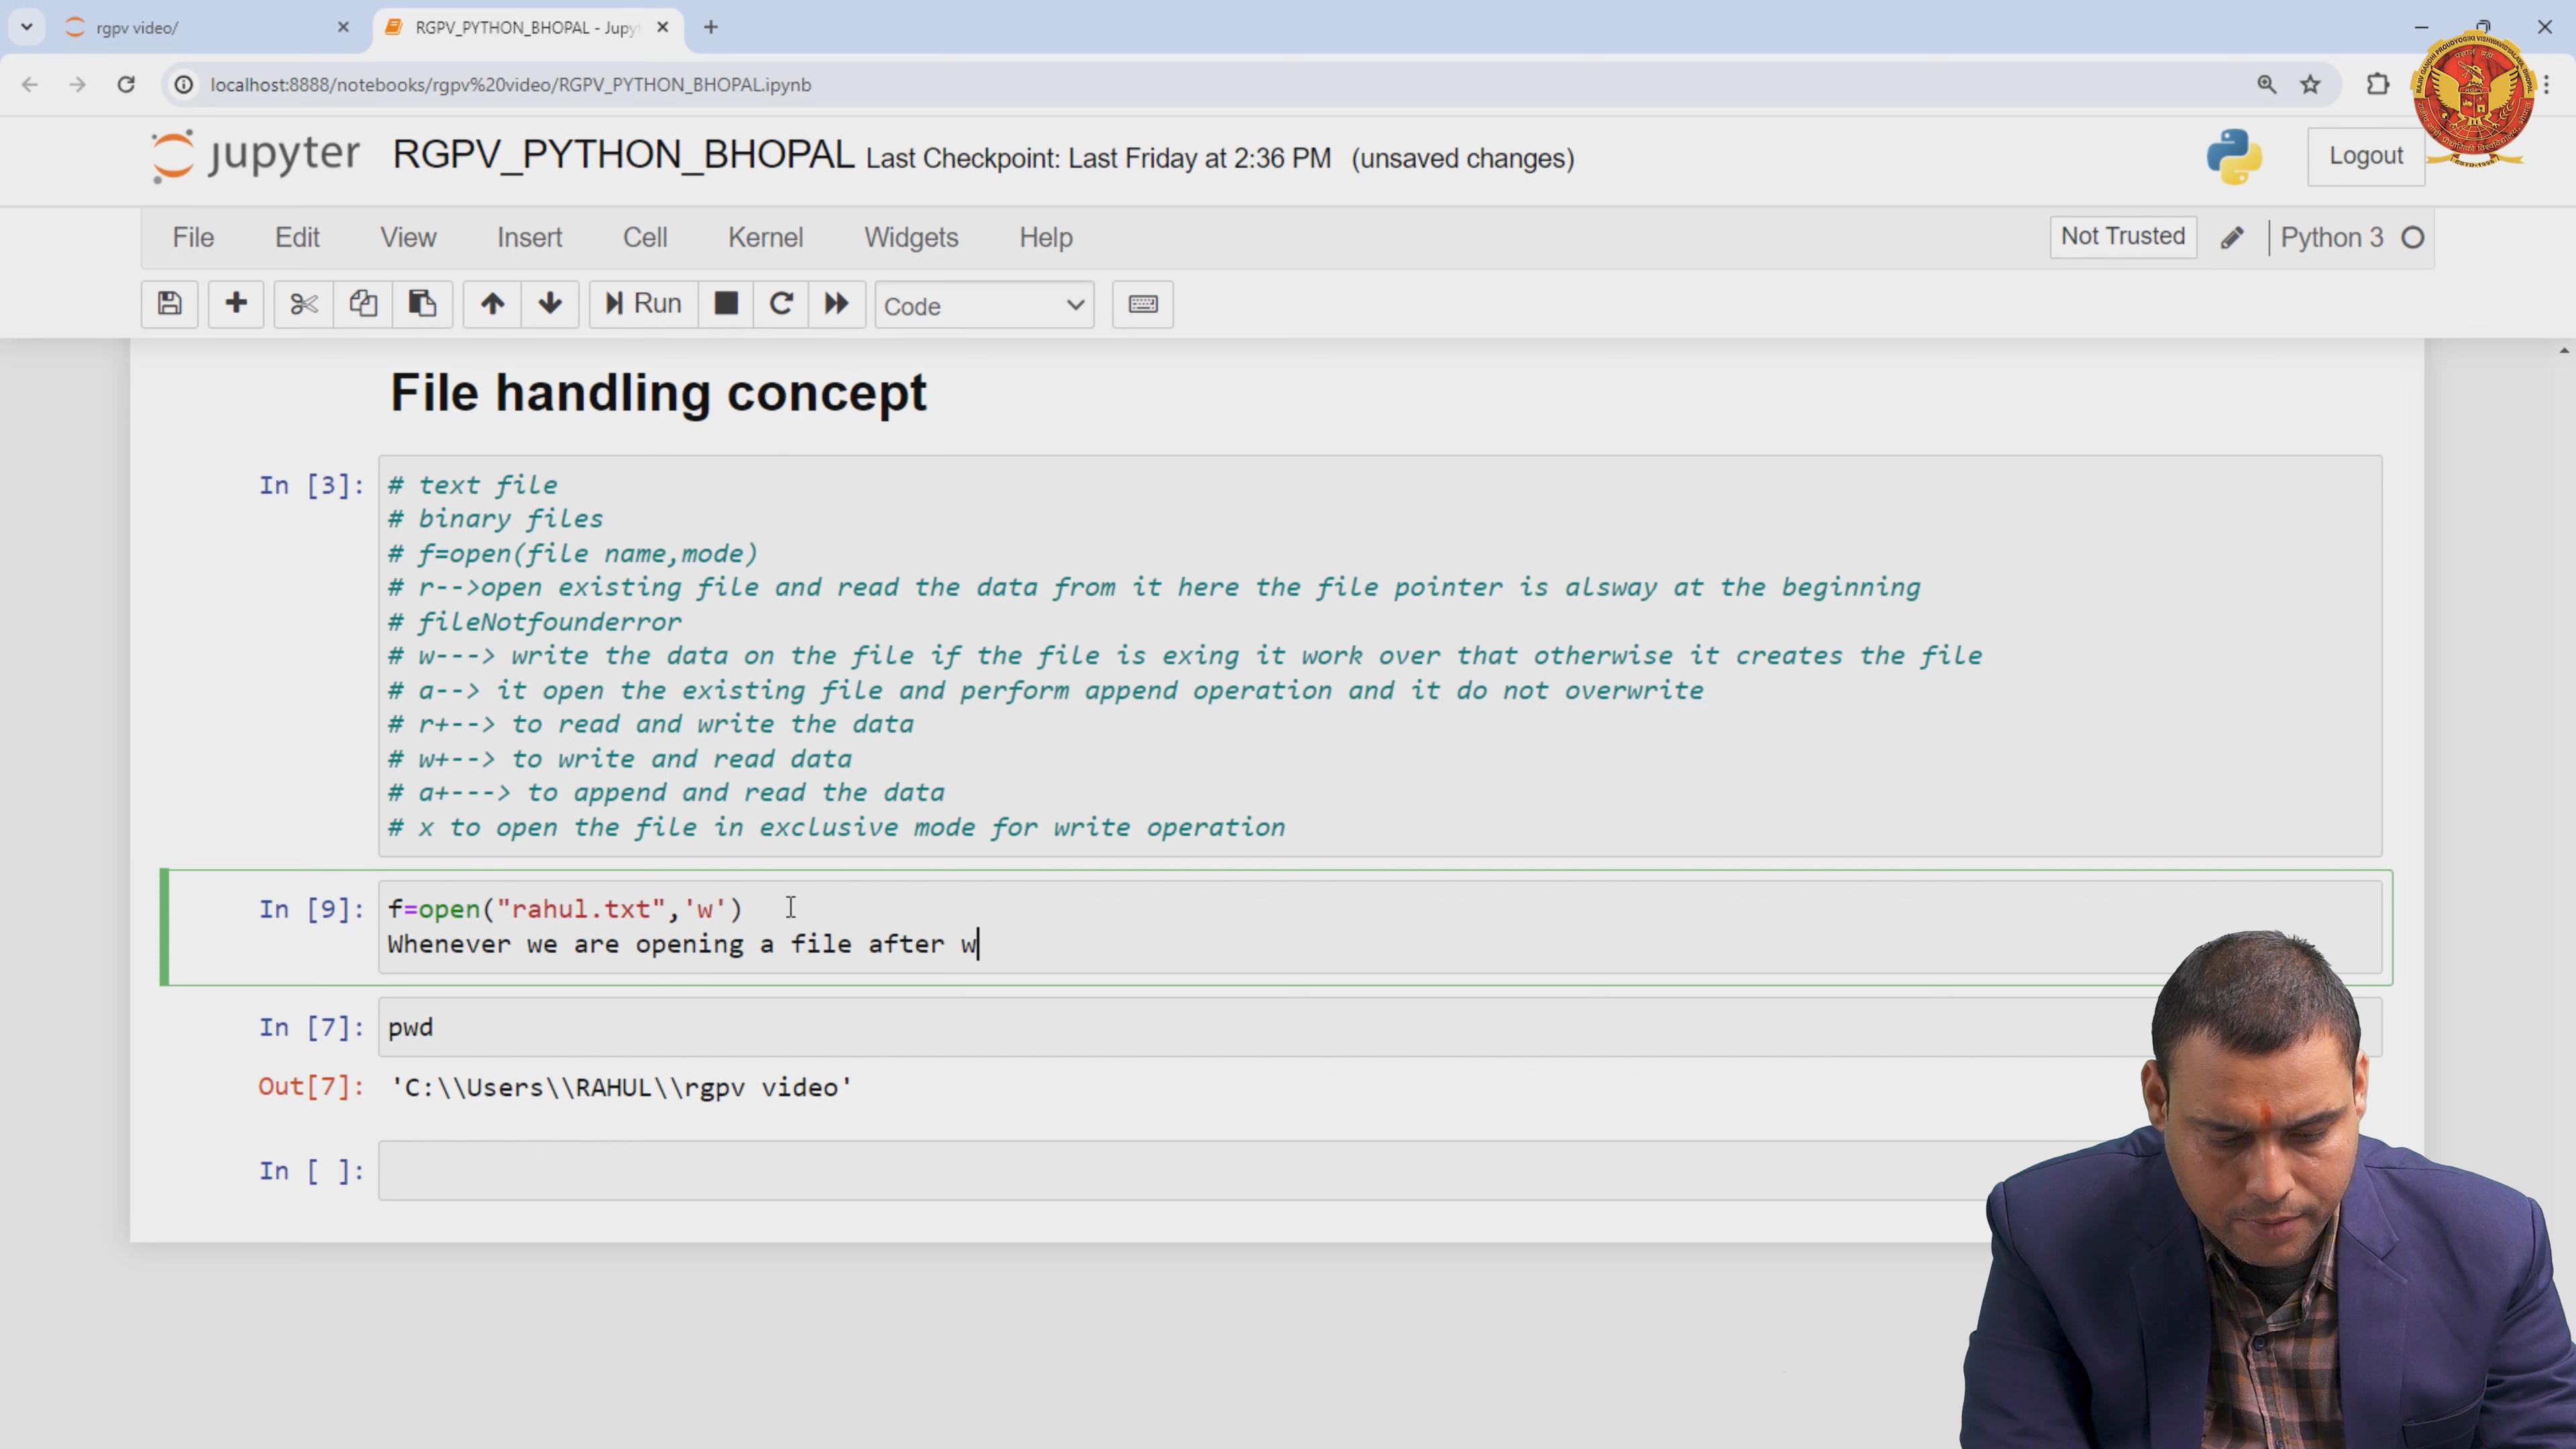 rgpv video/
RGPV_PYTHON_BHOPAL - Jupy
localhost:8888/notebooks/rgpv%20video/RGPV_PYTHON_BHOPAL.ipynb
jupyter RGPV_PYTHON_BHOPAL Last Checkpoint: Last Friday at 2:36 PM (unsaved changes)
Logout
File Edit View Insert Cell Kernel Widgets Help
Not Trusted Python 3
Run Code
File handling concept
In [3]: # text file
# binary files
# f=open(file name,mode)
# r-->open existing file and read the data from it here the file pointer is alsway at the beginning
# fileNotfounderror
# w---> write the data on the file if the file is exing it work over that otherwise it creates the file
# a--> it open the existing file and perform append operation and it do not overwrite
# r+--> to read and write the data
# w+--> to write and read data
# a+---> to append and read the data
# x to open the file in exclusive mode for write operation
In [9]: f=open("rahul.txt",'w')
Whenever we are opening a file after w
In [7]: pwd
Out[7]: 'C:\\Users\\RAHUL\\rgpv video'
In [ ]: